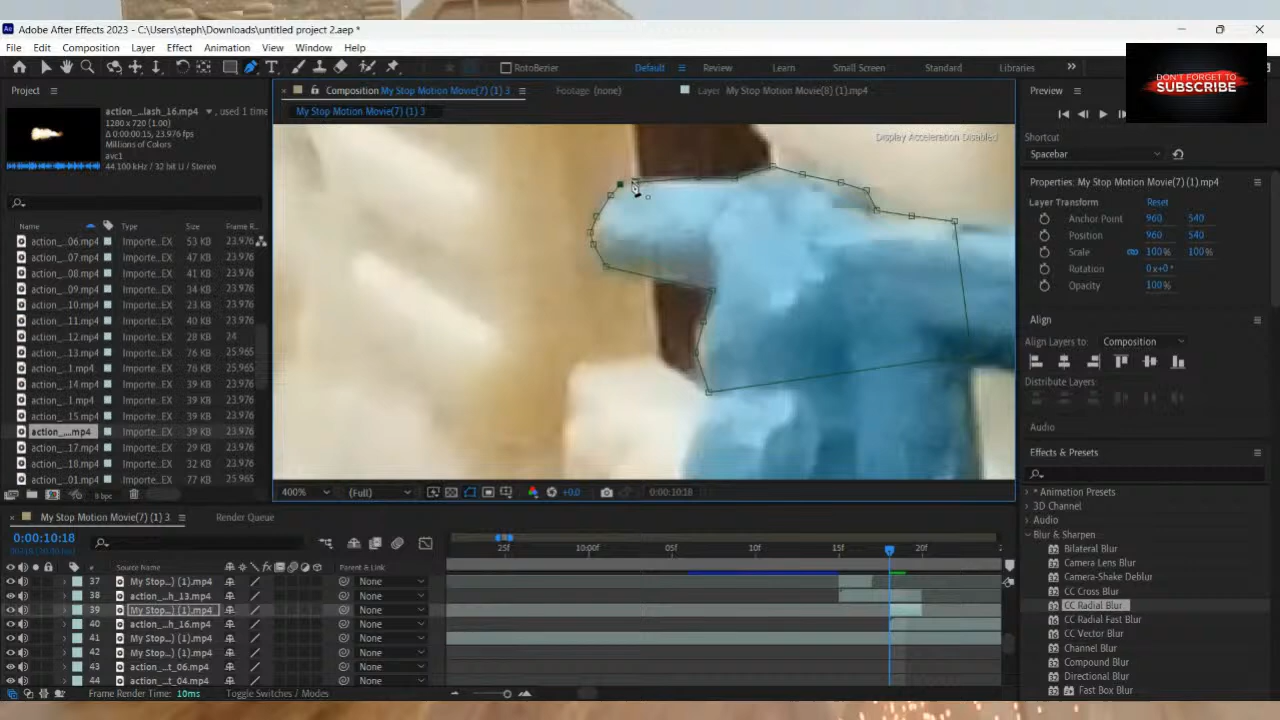 Adobe After Effects 2023 - C:\Users\steph\Downloads\untitled project 2.aep *
File Edit Composition Layer Effect Animation View Window Help
RotoBezier Default Review Learn Small Screen Standard Libraries
DON'T FORGET TO
SUBSCRIBE
Project
Composition My Stop Motion Movie(7) (1) 3
Footage (none)
Layer My Stop Motion Movie(8) (1).mp4
Preview
My Stop Motion Movie(7) (1) 3
action_...lash_16.mp4 , used 1 time
1280 x 720 (1.00)
Δ 0:00:00:15, 23.976 fps
Millions of Colors
avc1
44.100 kHz / 32 bit U / Stereo
Display Acceleration Disabled
Shortcut
Spacebar
Properties: My Stop Motion Movie(7) (1).mp4
Layer Transform Reset
Anchor Point 960 540
Position 960 540
Scale 100% 100%
Rotation 0x+0°
Opacity 100%
Name Type Size Frame R...
action_...06.mp4 Importe...EX 53 KB 23.976
action_...07.mp4 Importe...EX 47 KB 23.976
action_...08.mp4 Importe...EX 41 KB 23.976
action_...09.mp4 Importe...EX 34 KB 23.976
action_...10.mp4 Importe...EX 33 KB 23.976
action_...11.mp4 Importe...EX 40 KB 23.976
action_...12.mp4 Importe...EX 28 KB 24
action_...13.mp4 Importe...EX 76 KB 25.965
action_...1 mp4 Importe...EX 76 KB 25.965
action_...14.mp4 Importe...EX 39 KB 23.976
action_...1.mp4 Importe...EX 40 KB 23.976
action_...15.mp4 Importe...EX 39 KB 23.976
action_....mp4 Importe...EX 39 KB 23.976
action_...17.mp4 Importe...EX 29 KB 23.976
action_...18.mp4 Importe...EX 32 KB 23.976
action_...01.mp4 Importe...EX 77 KB 25.965
8 bpc
Align
Align Layers to: Composition
Distribute Layers:
Audio
Effects & Presets
* Animation Presets
3D Channel
Audio
Blur & Sharpen
Bilateral Blur
Camera Lens Blur
Camera-Shake Deblur
CC Cross Blur
CC Radial Blur
CC Radial Fast Blur
CC Vector Blur
Channel Blur
Compound Blur
Directional Blur
Fast Box Blur
400% (Full) +0.0 0:00:10:18
My Stop Motion Movie(7) (1) 3
Render Queue
0:00:10:18
25f 10:00f 05f 10f 15f 20f
# Source Name Parent & Link
37 My Stop...) (1).mp4 None
38 action_...h_13.mp4 None
39 My Stop...) (1).mp4 None
40 action_...h_16.mp4 None
41 My Stop...) (1).mp4 None
42 My Stop...) (1).mp4 None
43 action_...t_06.mp4 None
44 action_...t_04.mp4 None
Frame Render Time: 10ms Toggle Switches / Modes